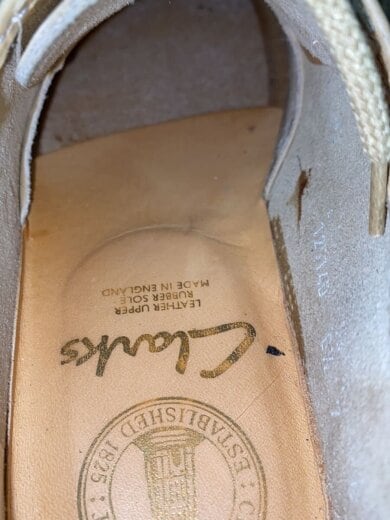 LEATHER UPPER
RUBBER SOLE
MADE IN ENGLAND
Clarks
ESTABLISHED 1825
C